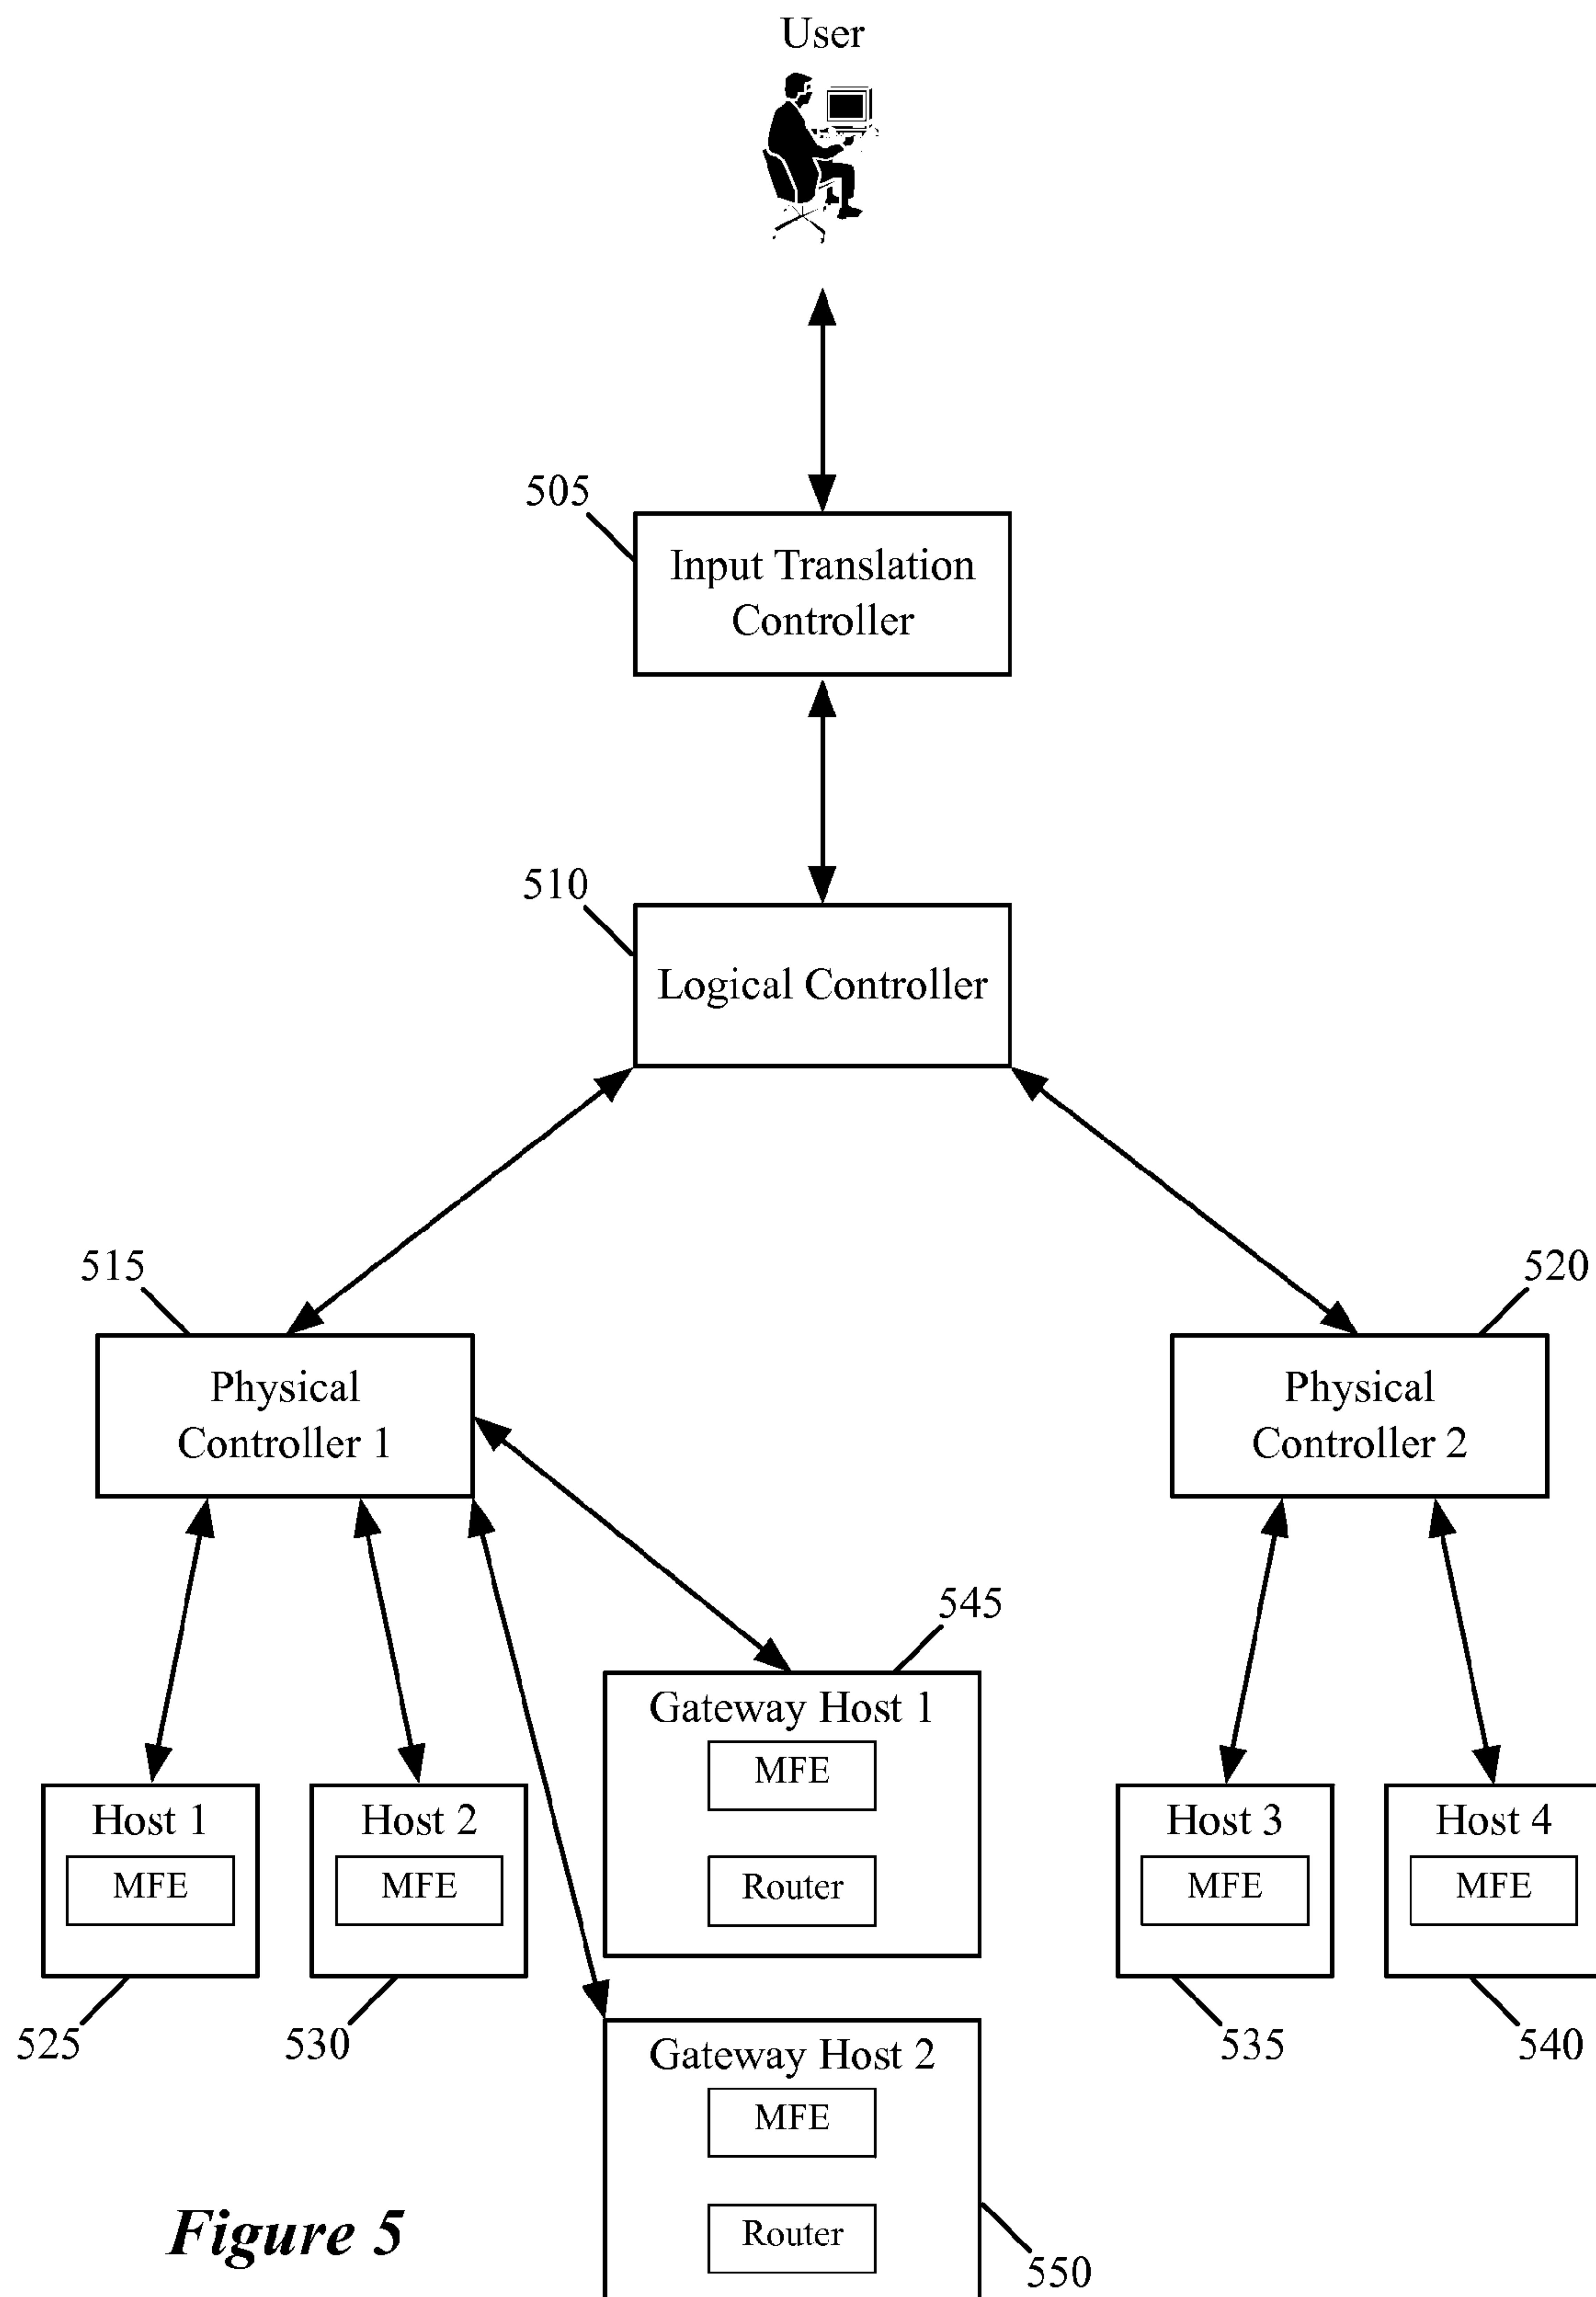 User
505
Input Translation
Controller
510
Logical Controller
515
520
Physical
Controller 1
Physical
Controller 2
545
Gateway Host 1
MFE
Router
Host 1
MFE
Host 2
MFE
Host 3
MFE
Host 4
MFE
525
530
535
540
Gateway Host 2
MFE
Router
550
Figure 5